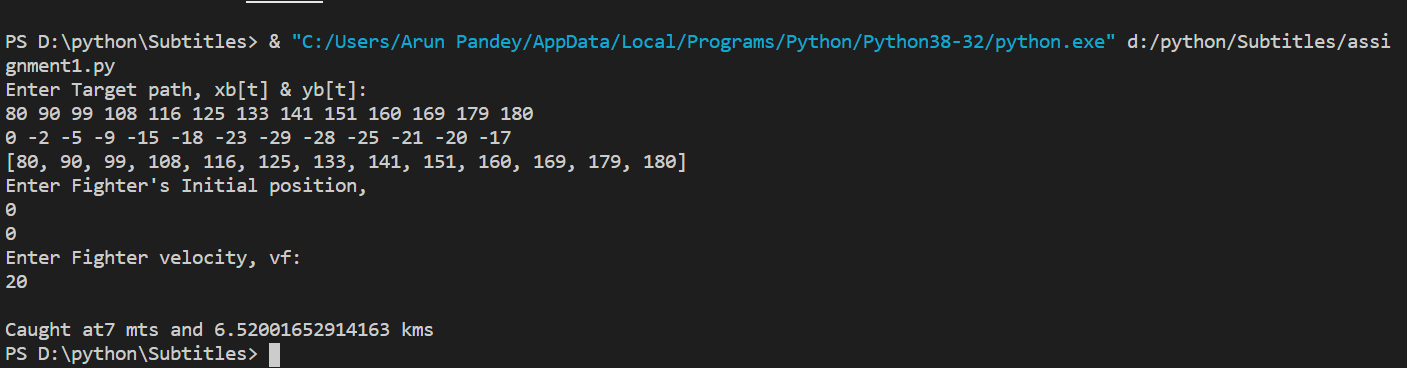 PS D:\python\Subtitles> & "C:/Users/Arun Pandey/AppData/Local/Programs/Python/Python38-32/python.exe" d:/python/Subtitles/assi
gnment1.py
Enter Target path, xb[t] & yb[t]:
80 90 99 108 116 125 133 141 151 160 169 179 180
0 -2 -5 -9 -15 -18 -23 -29 -28 -25 -21 -20 -17
[80, 90, 99, 108, 116, 125, 133, 141, 151, 160, 169, 179, 180]
Enter Fighter's Initial position,
0
0
Enter Fighter velocity, vf:
20
Caught at7 mts and 6.52001652914163 kms
PS D:\python\Subtitles>